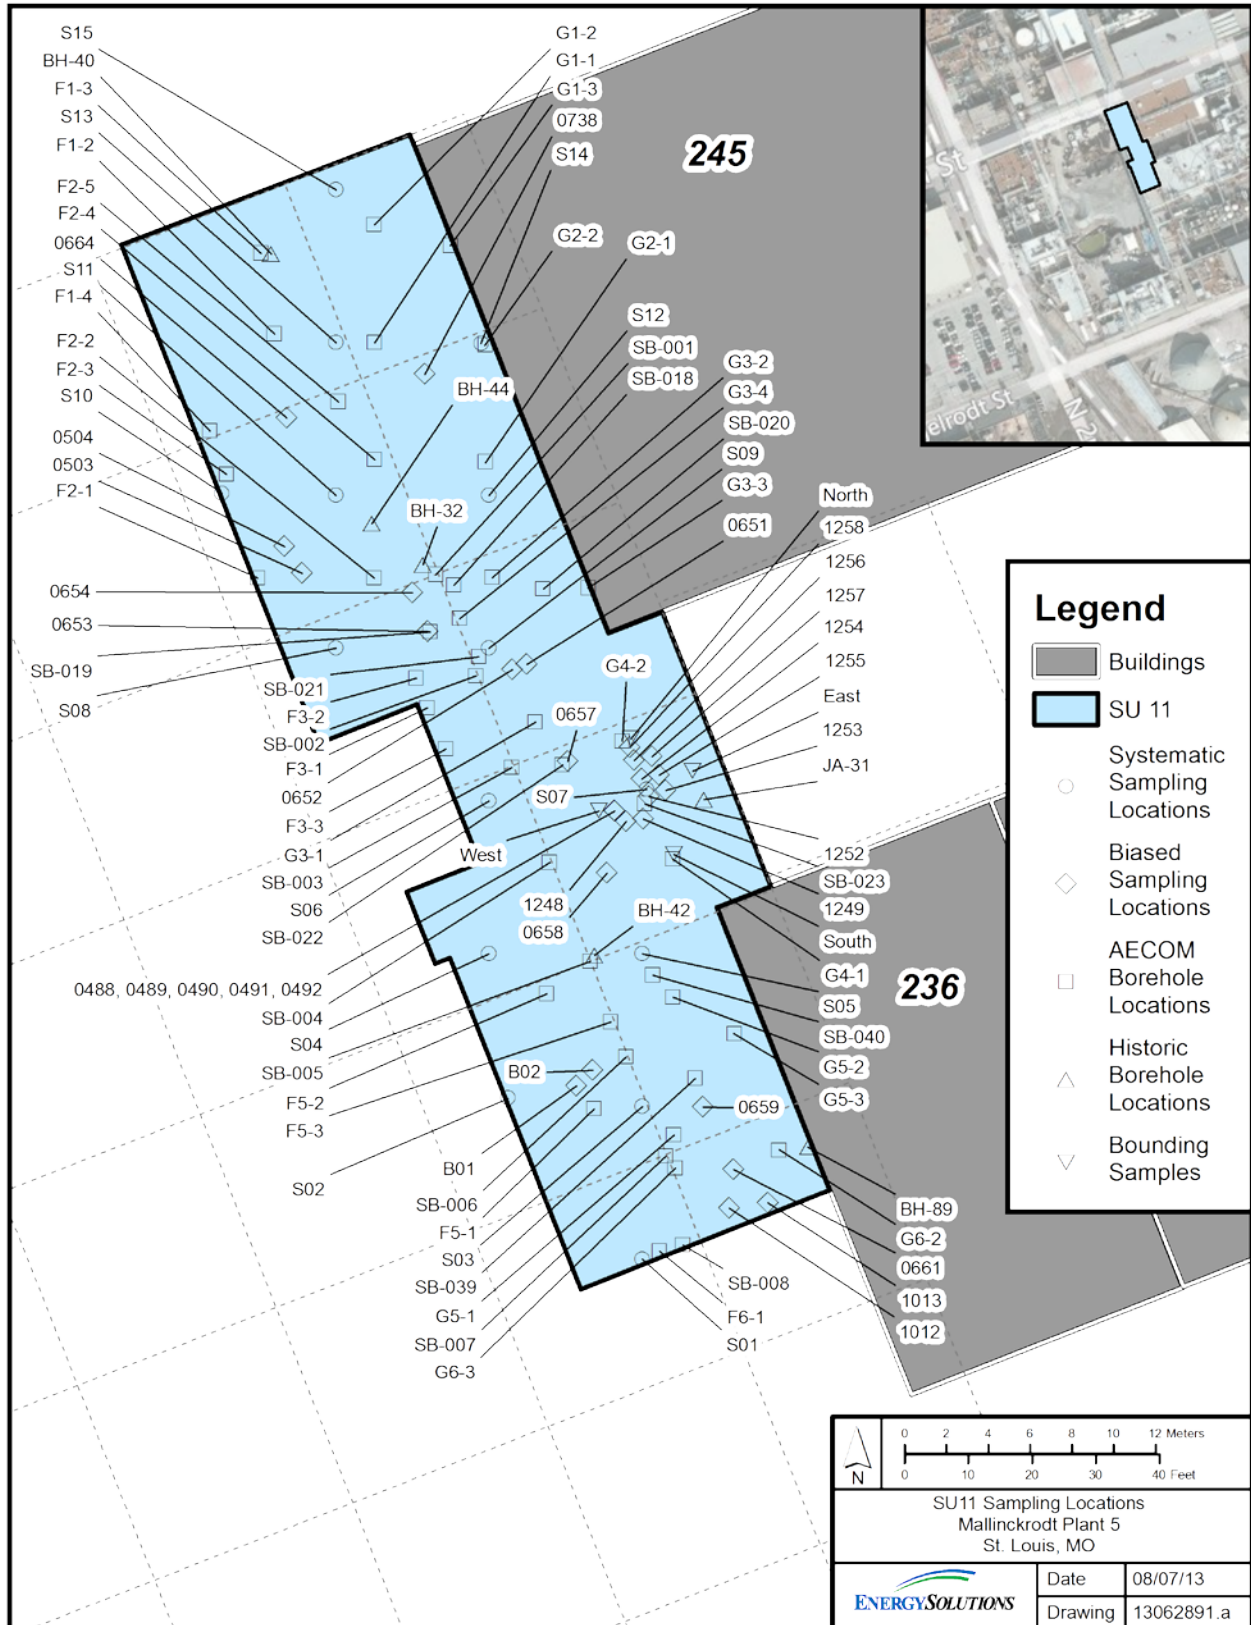 S15
BH-40
F1-3
S13
F1-2
F2-5
F2-4
0664
S11
F1-4
F2-2
F2-3
S10
0504
0503
F2-1
0654
0653
SB-019
S08
G1-2
G1-1
G1-3
0738
S14
G2-2
G2-1
245
S12
SB-001
SB-018
BH-44
BH-32
G3-2
G3-4
SB-020
S09
G3-3
0651
North
1258
1256
1257
1254
1255
East
1253
JA-31
G4-2
0657
S07
SB-021
F3-2
SB-002
F3-1
0652
F3-3
G3-1
SB-003
S06
SB-022
West
1248
0658
BH-42
1252
SB-023
1249
South
G4-1
S05
SB-040
G5-2
G5-3
236
0488, 0489, 0490, 0491, 0492
SB-004
S04
SB-005
F5-2
F5-3
S02
B02
0659
B01
SB-006
F5-1
S03
SB-039
G5-1
SB-007
G6-3
SB-008
F6-1
S01
BH-89
G6-2
0661
1013
1012
St
elrodt St
N 2
Legend
Buildings
SU 11
Systematic
Sampling
Locations
Biased
Sampling
Locations
AECOM
Borehole
Locations
Historic
Borehole
Locations
Bounding
Samples
N
0 2 4 6 8 10 12 Meters
0 10 20 30 40 Feet
SU11 Sampling Locations
Mallinckrodt Plant 5
St. Louis, MO
ENERGYSOLUTIONS
Date 08/07/13
Drawing 13062891.a